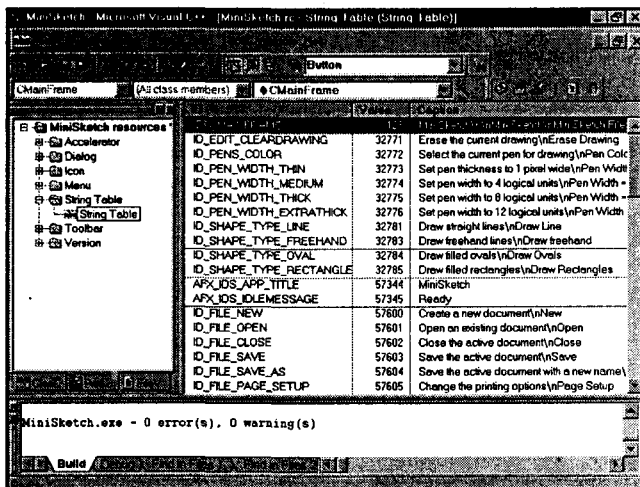 MiniSketch - Microsoft Visual C++ - [MiniSketch.rc - String Table (String Table)]
Button
CMainFrame (All class members) CMainFrame
Value Caption
MiniSketch resources
Accelerator
Dialog
Icon
Menu
String Table
String Table
Toolbar
Version
ID_EDIT_CLEARDRAWING 32771 Erase the current drawing\nErase Drawing
ID_PENS_COLOR 32772 Select the current pen for drawing\nPen Colo
ID_PEN_WIDTH_THIN 32773 Set pen thickness to 1 pixel wide\nPen Widt
ID_PEN_WIDTH_MEDIUM 32774 Set pen width to 4 logical units\nPen Width =
ID_PEN_WIDTH_THICK 32775 Set pen width to 8 logical units\nPen Width =
ID_PEN_WIDTH_EXTRATHICK 32776 Set pen width to 12 logical units\nPen Width
ID_SHAPE_TYPE_LINE 32781 Draw straight lines\nDraw Line
ID_SHAPE_TYPE_FREEHAND 32783 Draw freehand lines\nDraw freehand
ID_SHAPE_TYPE_OVAL 32784 Draw filled ovals\nDraw Ovals
ID_SHAPE_TYPE_RECTANGLE 32785 Draw filled rectangles\nDraw Rectangles
AFX_IDS_APP_TITLE 57344 MiniSketch
AFX_IDS_IDLEMESSAGE 57345 Ready
ID_FILE_NEW 57600 Create a new document\nNew
ID_FILE_OPEN 57601 Open an existing document\nOpen
ID_FILE_CLOSE 57602 Close the active document\nClose
ID_FILE_SAVE 57603 Save the active document\nSave
ID_FILE_SAVE_AS 57604 Save the active document with a new name\
ID_FILE_PAGE_SETUP 57605 Change the printing options\nPage Setup
MiniSketch.exe - 0 error(s), 0 warning(s)
Build